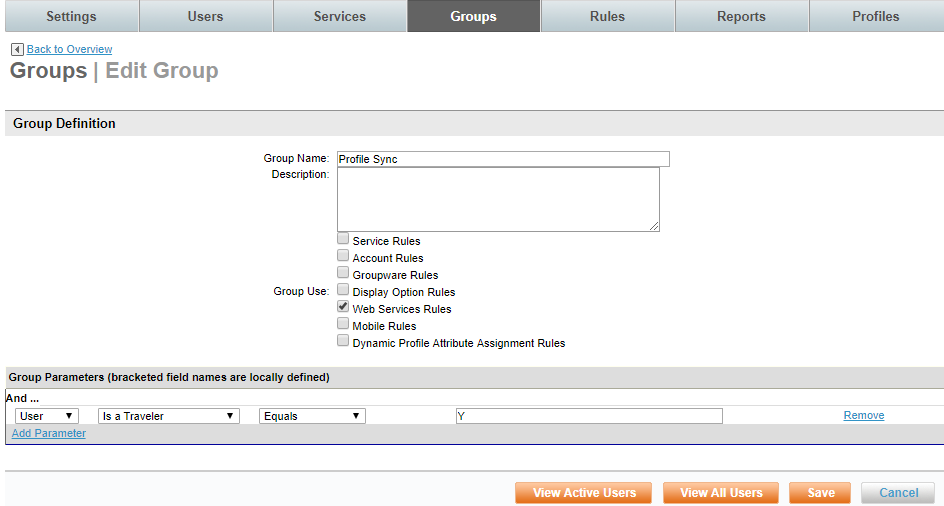 Settings Users Services Groups Rules Reports Profiles
Back to Overview
Groups | Edit Group
Group Definition
Group Name: Profile Sync
Description:
Service Rules
Account Rules
Groupware Rules
Group Use: Display Option Rules
Web Services Rules
Mobile Rules
Dynamic Profile Attribute Assignment Rules
Group Parameters (bracketed field names are locally defined)
And ...
User Is a Traveler Equals Y Remove
Add Parameter
View Active Users View All Users Save Cancel